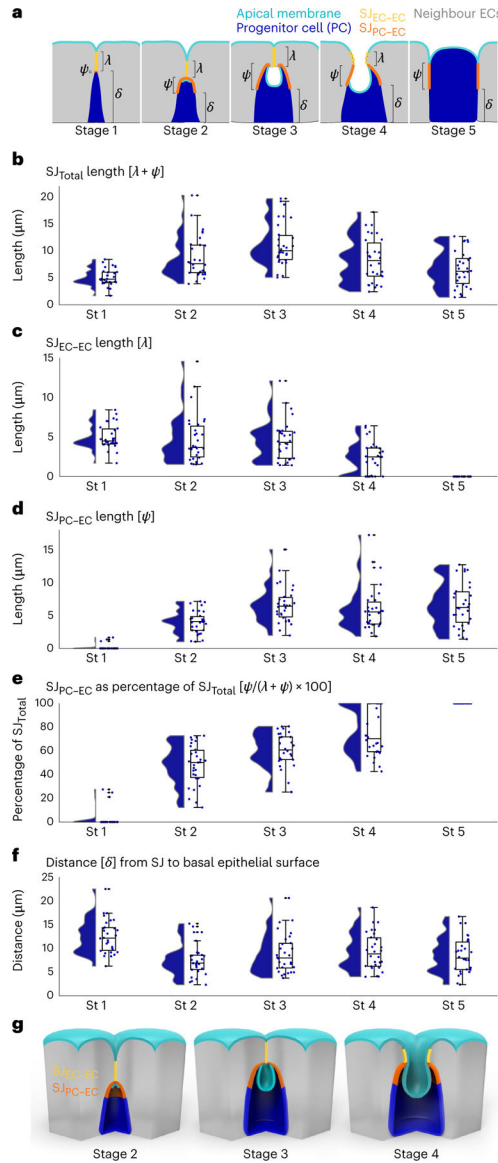 a
Apical membrane SJEC–EC Neighbour ECs
Progenitor cell (PC) SJPC–EC
ψ λ δ ψ λ δ ψ λ δ ψ λ δ ψ δ
Stage 1 Stage 2 Stage 3 Stage 4 Stage 5
b
SJTotal length [λ + ψ]
Length (μm)
20
15
10
5
0
St 1 St 2 St 3 St 4 St 5
c
SJEC–EC length [λ]
Length (μm)
15
10
5
0
St 1 St 2 St 3 St 4 St 5
d
SJPC–EC length [ψ]
Length (μm)
15
10
5
0
St 1 St 2 St 3 St 4 St 5
e
SJPC–EC as percentage of SJTotal [ψ/(λ + ψ) × 100]
Percentage of SJTotal
100
80
60
40
20
0
St 1 St 2 St 3 St 4 St 5
f
Distance [δ] from SJ to basal epithelial surface
Distance (μm)
25
20
15
10
5
0
St 1 St 2 St 3 St 4 St 5
g
SJEC–EC
SJPC–EC
Stage 2 Stage 3 Stage 4